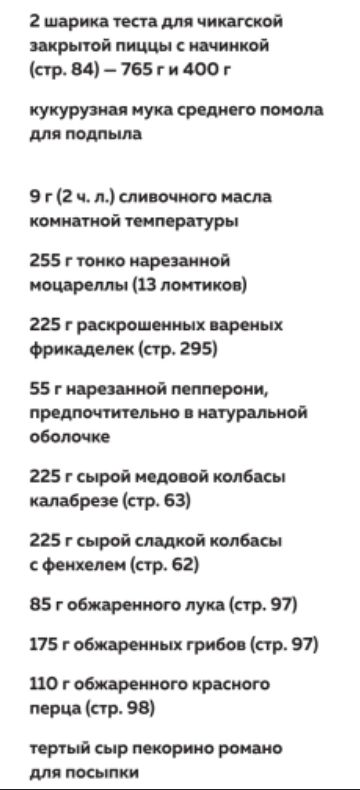 2 шарика теста для чикагской
закрытой пиццы с начинкой
(стр. 84) — 765 г и 400 г
кукурузная мука среднего помола
для подпыла
9 г (2 ч. л.) сливочного масла
комнатной температуры
255 г тонко нарезанной
моцареллы (13 ломтиков)
225 г раскрошенных вареных
фрикаделек (стр. 295)
55 г нарезанной пепперони,
предпочтительно в натуральной
оболочке
225 г сырой медовой колбасы
калабрезе (стр. 63)
225 г сырой сладкой колбасы
с фенхелем (стр. 62)
85 г обжаренного лука (стр. 97)
175 г обжаренных грибов (стр. 97)
110 г обжаренного красного
перца (стр. 98)
тертый сыр пекорино романо
для посыпки